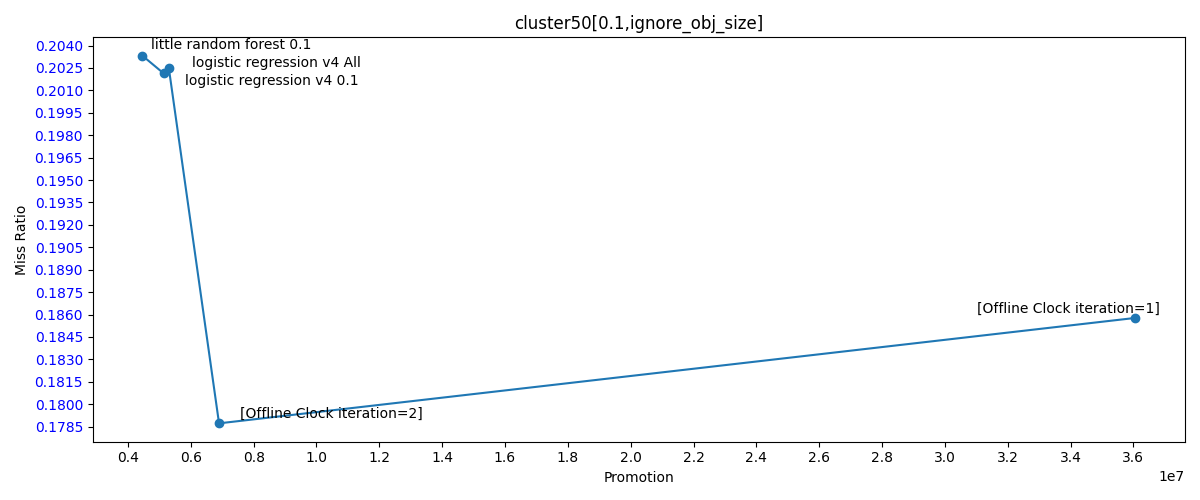 cluster50[0.1,ignore_obj_size]
0.2040
0.2025
0.2010
0.1995
0.1980
0.1965
0.1950
0.1935
0.1920
0.1905
0.1890
0.1875
0.1860
0.1845
0.1830
0.1815
0.1800
0.1785
Miss Ratio
little random forest 0.1
logistic regression v4 All
logistic regression v4 0.1
[Offline Clock iteration=1]
[Offline Clock iteration=2]
0.4 0.6 0.8 1.0 1.2 1.4 1.6 1.8 2.0 2.2 2.4 2.6 2.8 3.0 3.2 3.4 3.6
1e7
Promotion